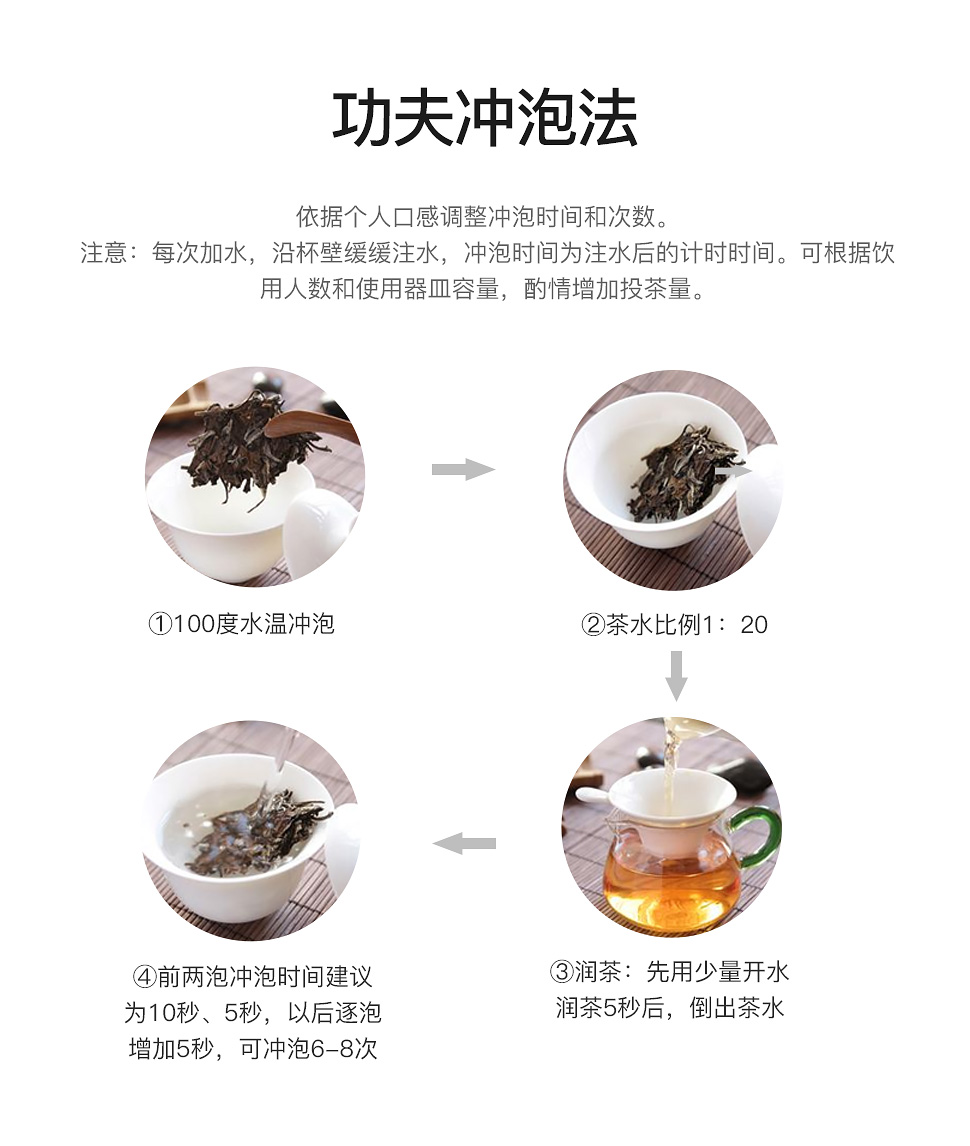 功夫冲泡法
依据个人口感调整冲泡时间和次数。
注意：每次加水，沿杯壁缓缓注水，冲泡时间为注水后的计时时间。可根据饮
用人数和使用器皿容量，酌情增加投茶量。
①100度水温冲泡
②茶水比例1：20
③润茶：先用少量开水
润茶5秒后，倒出茶水
④前两泡冲泡时间建议
为10秒、5秒，以后逐泡
增加5秒，可冲泡6-8次